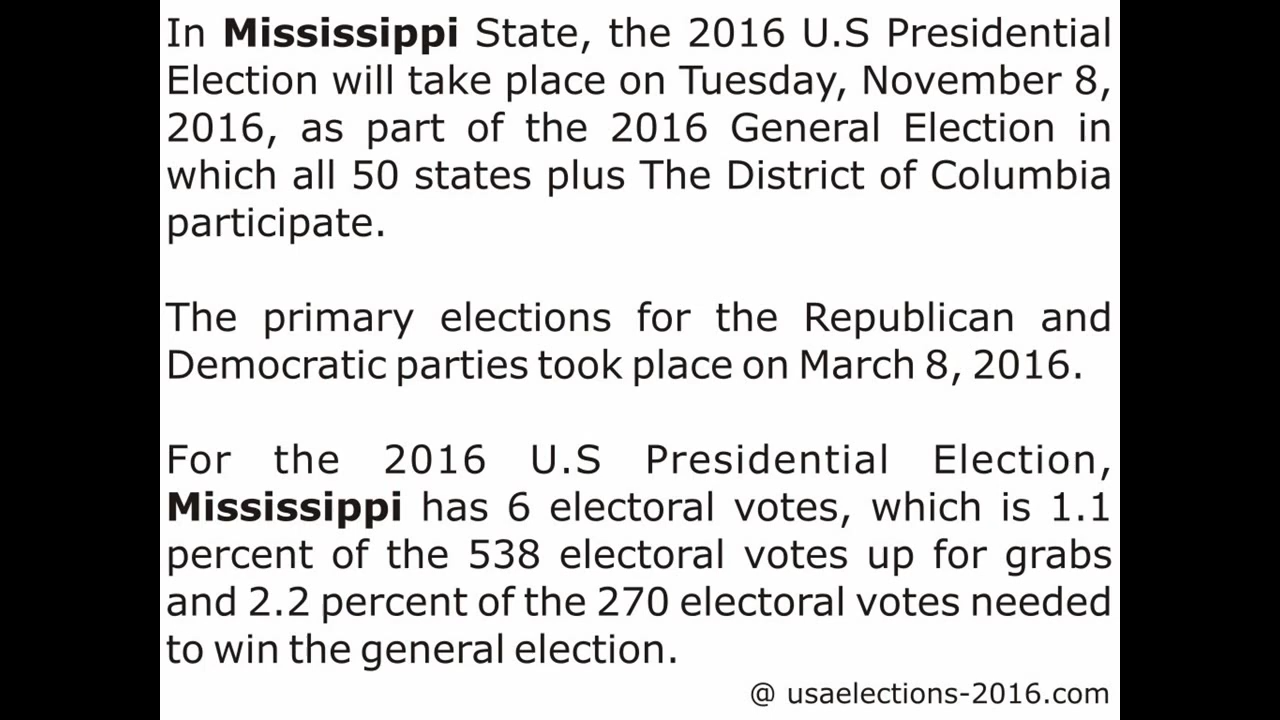 In Mississippi State, the 2016 U.S Presidential
Election will take place on Tuesday, November 8,
2016, as part of the 2016 General Election in
which all 50 states plus The District of Columbia
participate.
The primary elections for the Republican and
Democratic parties took place on March 8, 2016.
For the 2016 U.S Presidential Election,
Mississippi has 6 electoral votes, which is 1.1
percent of the 538 electoral votes up for grabs
and 2.2 percent of the 270 electoral votes needed
to win the general election.
@ usaelections-2016.com